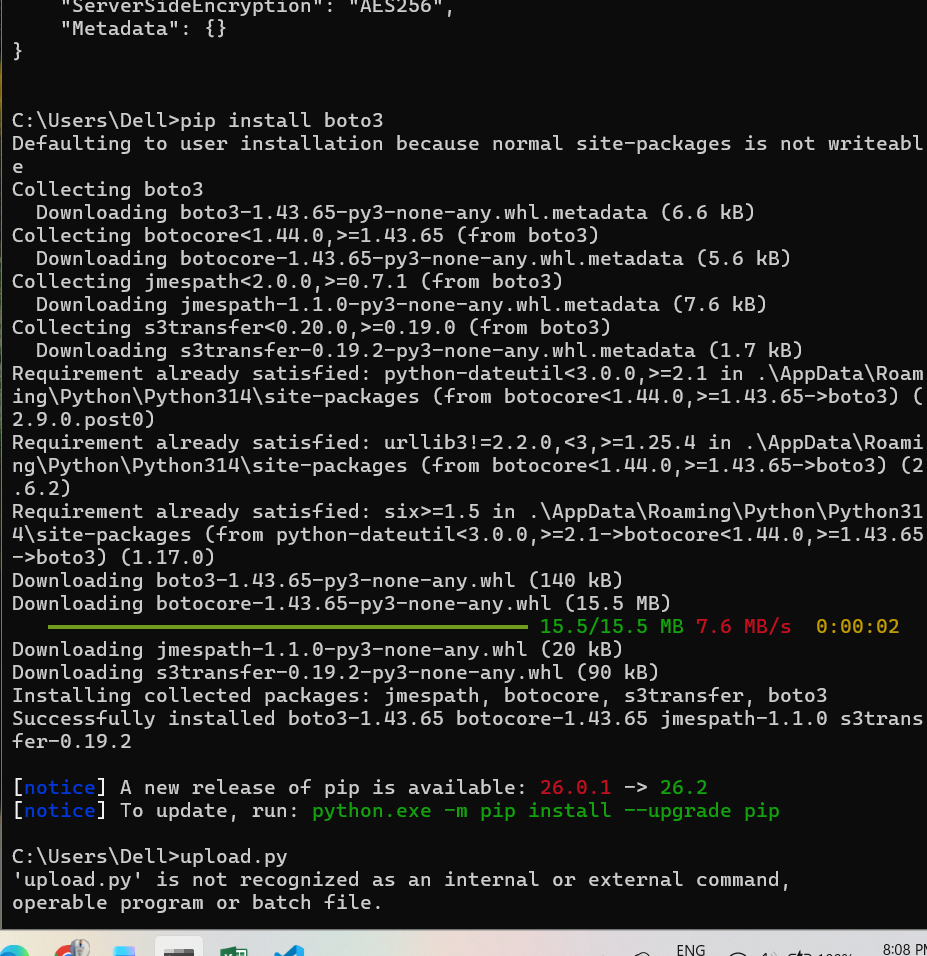 "ServerSideEncryption": "AES256",
    "Metadata": {}
}
C:\Users\Dell>pip install boto3
Defaulting to user installation because normal site-packages is not writeabl
e
Collecting boto3
  Downloading boto3-1.43.65-py3-none-any.whl.metadata (6.6 kB)
Collecting botocore<1.44.0,>=1.43.65 (from boto3)
  Downloading botocore-1.43.65-py3-none-any.whl.metadata (5.6 kB)
Collecting jmespath<2.0.0,>=0.7.1 (from boto3)
  Downloading jmespath-1.1.0-py3-none-any.whl.metadata (7.6 kB)
Collecting s3transfer<0.20.0,>=0.19.0 (from boto3)
  Downloading s3transfer-0.19.2-py3-none-any.whl.metadata (1.7 kB)
Requirement already satisfied: python-dateutil<3.0.0,>=2.1 in .\AppData\Roam
ing\Python\Python314\site-packages (from botocore<1.44.0,>=1.43.65->boto3) (
2.9.0.post0)
Requirement already satisfied: urllib3!=2.2.0,<3,>=1.25.4 in .\AppData\Roami
ng\Python\Python314\site-packages (from botocore<1.44.0,>=1.43.65->boto3) (2
.6.2)
Requirement already satisfied: six>=1.5 in .\AppData\Roaming\Python\Python31
4\site-packages (from python-dateutil<3.0.0,>=2.1->botocore<1.44.0,>=1.43.65
->boto3) (1.17.0)
Downloading boto3-1.43.65-py3-none-any.whl (140 kB)
Downloading botocore-1.43.65-py3-none-any.whl (15.5 MB)
15.5/15.5 MB 7.6 MB/s  0:00:02
Downloading jmespath-1.1.0-py3-none-any.whl (20 kB)
Downloading s3transfer-0.19.2-py3-none-any.whl (90 kB)
Installing collected packages: jmespath, botocore, s3transfer, boto3
Successfully installed boto3-1.43.65 botocore-1.43.65 jmespath-1.1.0 s3trans
fer-0.19.2
[notice] A new release of pip is available: 26.0.1 -> 26.2
[notice] To update, run: python.exe -m pip install --upgrade pip
C:\Users\Dell>upload.py
'upload.py' is not recognized as an internal or external command,
operable program or batch file.
ENG
8:08 PM